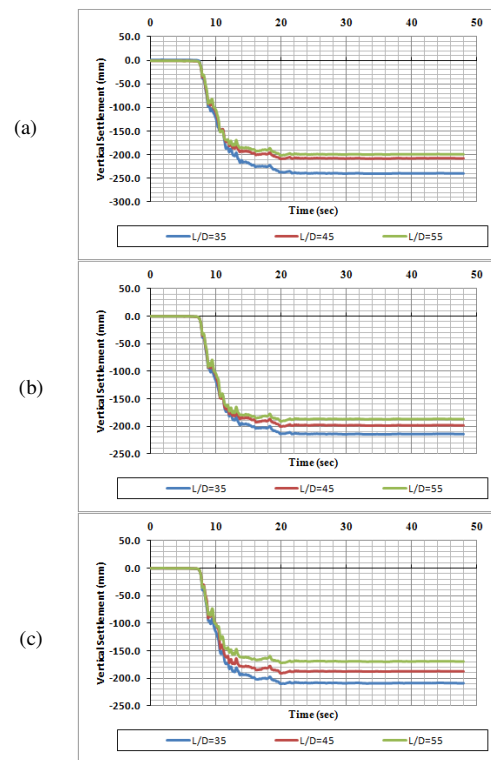 0 10 20 30 40 50
50.0
0.0
-50.0
(a)
-100.0
-150.0
-200.0
-250.0
-300.0
Vertical Settlement (mm)
Time (sec)
L/D=35 L/D=45 L/D=55
0 10 20 30 40 50
50.0
0.0
-50.0
(b)
-100.0
-150.0
-200.0
-250.0
Vertical Settlement (mm)
Time (sec)
L/D=35 L/D=45 L/D=55
0 10 20 30 40 50
50.0
0.0
-50.0
(c)
-100.0
-150.0
-200.0
-250.0
Vertical Settlement (mm)
Time (sec)
L/D=35 L/D=45 L/D=55